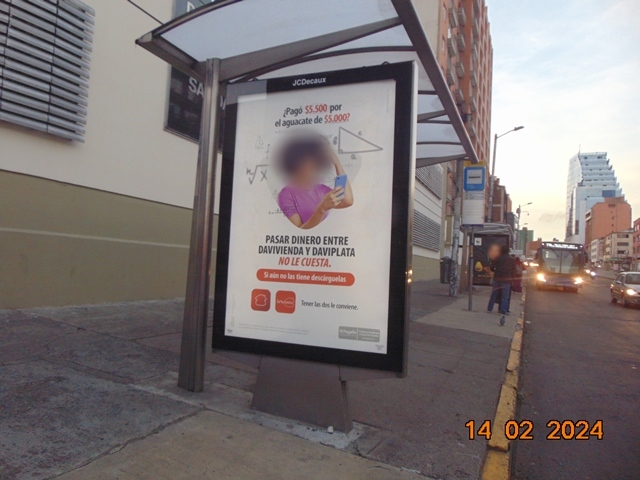 JCDecaux
¿Pagó $5.500 por
el aguacate de $5.000?
PASAR DINERO ENTRE
DAVIVIENDA Y DAVIPLATA
NO LE CUESTA.
Si aún no las tiene descárguelas
Tener las dos le conviene.
14 02 2024